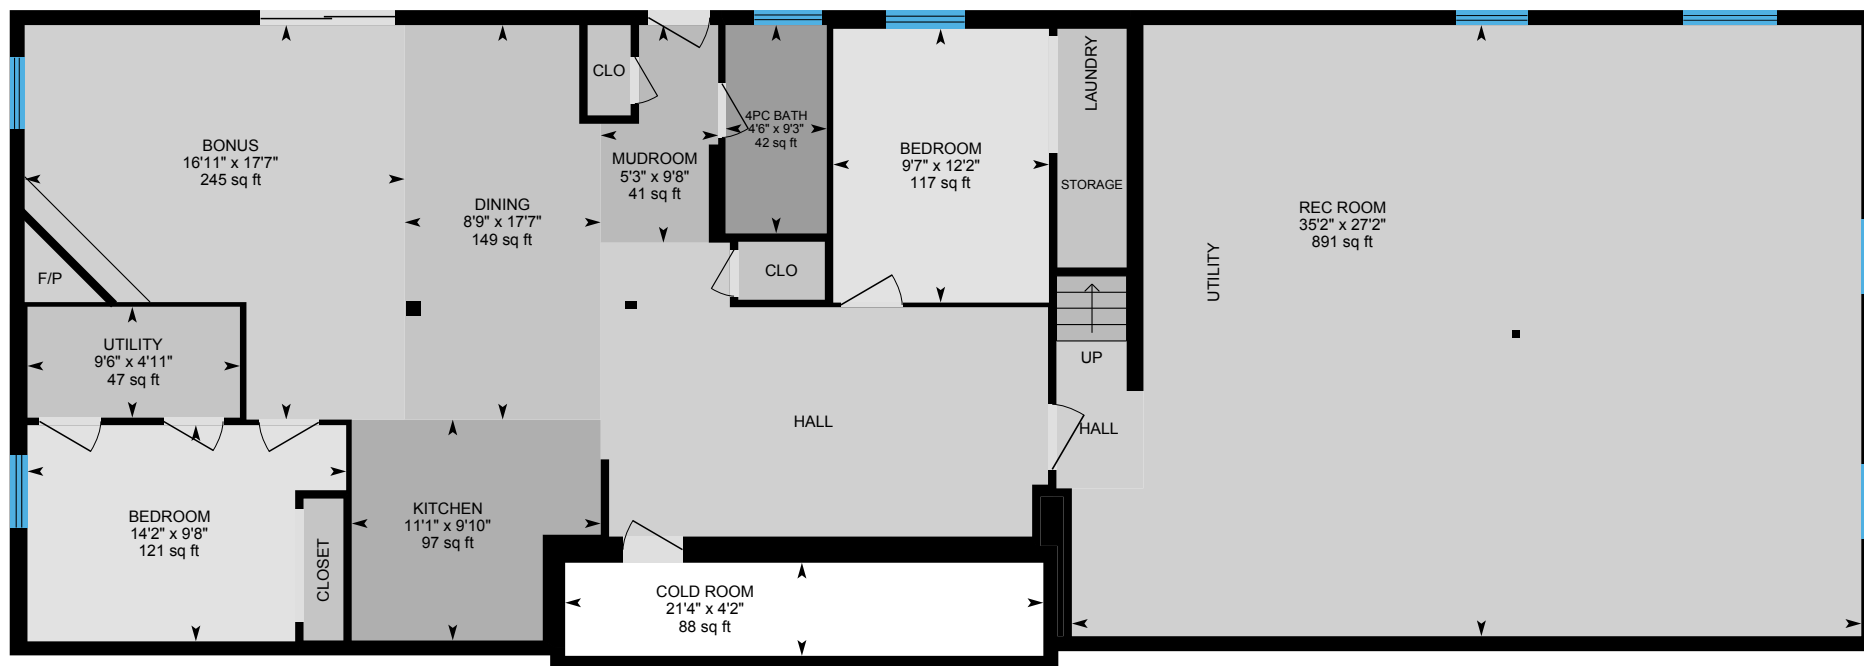 BONUS
16'11" x 17'7"
245 sq ft
DINING
8'9" x 17'7"
149 sq ft
CLO
MUDROOM
5'3" x 9'8"
41 sq ft
4PC BATH
4'6" x 9'3"
42 sq ft
BEDROOM
9'7" x 12'2"
117 sq ft
LAUNDRY
STORAGE
REC ROOM
35'2" x 27'2"
891 sq ft
UTILITY
F/P
CLO
UTILITY
9'6" x 4'11"
47 sq ft
UP
HALL
HALL
BEDROOM
14'2" x 9'8"
121 sq ft
CLOSET
KITCHEN
11'1" x 9'10"
97 sq ft
COLD ROOM
21'4" x 4'2"
88 sq ft